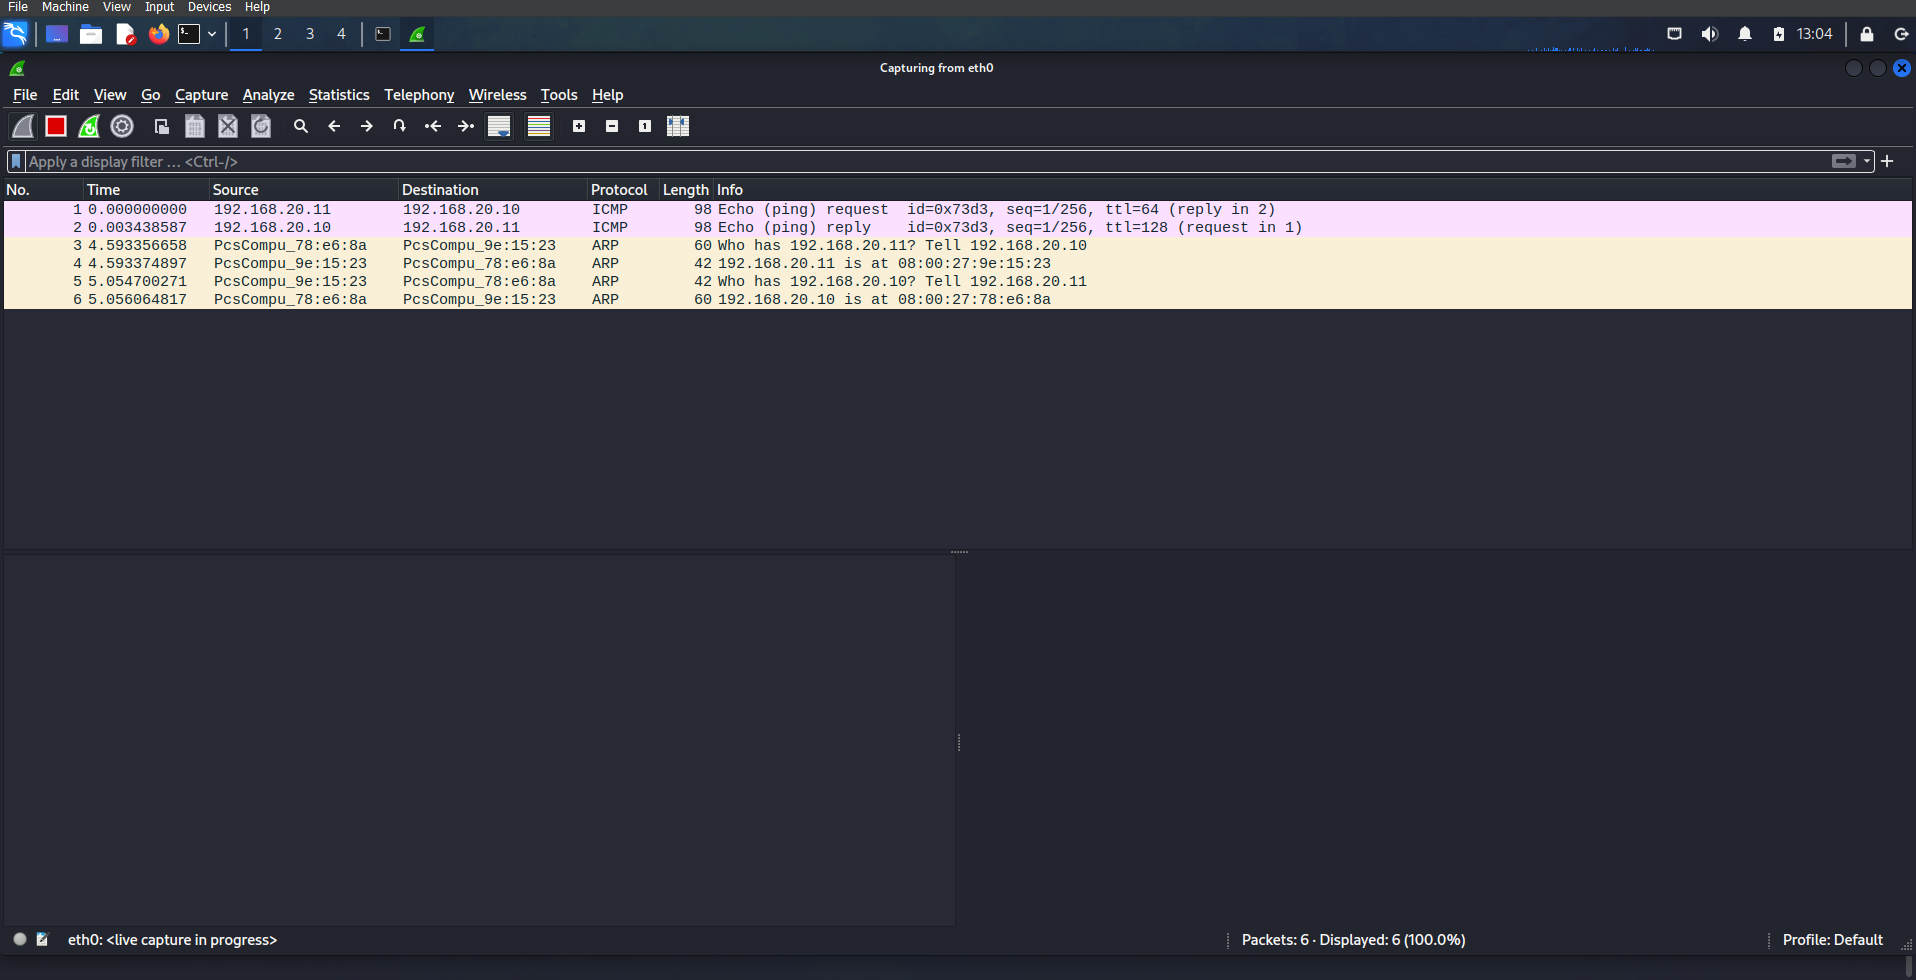 File Machine View Input Devices Help
1 2 3 4 13:04
Capturing from eth0
File Edit View Go Capture Analyze Statistics Telephony Wireless Tools Help
Apply a display filter … <Ctrl-/>
No. Time Source Destination Protocol Length Info
1 0.000000000 192.168.20.11 192.168.20.10 ICMP 98 Echo (ping) request id=0x73d3, seq=1/256, ttl=64 (reply in 2)
2 0.003438587 192.168.20.10 192.168.20.11 ICMP 98 Echo (ping) reply id=0x73d3, seq=1/256, ttl=128 (request in 1)
3 4.593356658 PcsCompu_78:e6:8a PcsCompu_9e:15:23 ARP 60 Who has 192.168.20.11? Tell 192.168.20.10
4 4.593374897 PcsCompu_9e:15:23 PcsCompu_78:e6:8a ARP 42 192.168.20.11 is at 08:00:27:9e:15:23
5 5.054700271 PcsCompu_9e:15:23 PcsCompu_78:e6:8a ARP 42 Who has 192.168.20.10? Tell 192.168.20.11
6 5.056064817 PcsCompu_78:e6:8a PcsCompu_9e:15:23 ARP 60 192.168.20.10 is at 08:00:27:78:e6:8a
eth0: <live capture in progress> Packets: 6 · Displayed: 6 (100.0%) Profile: Default